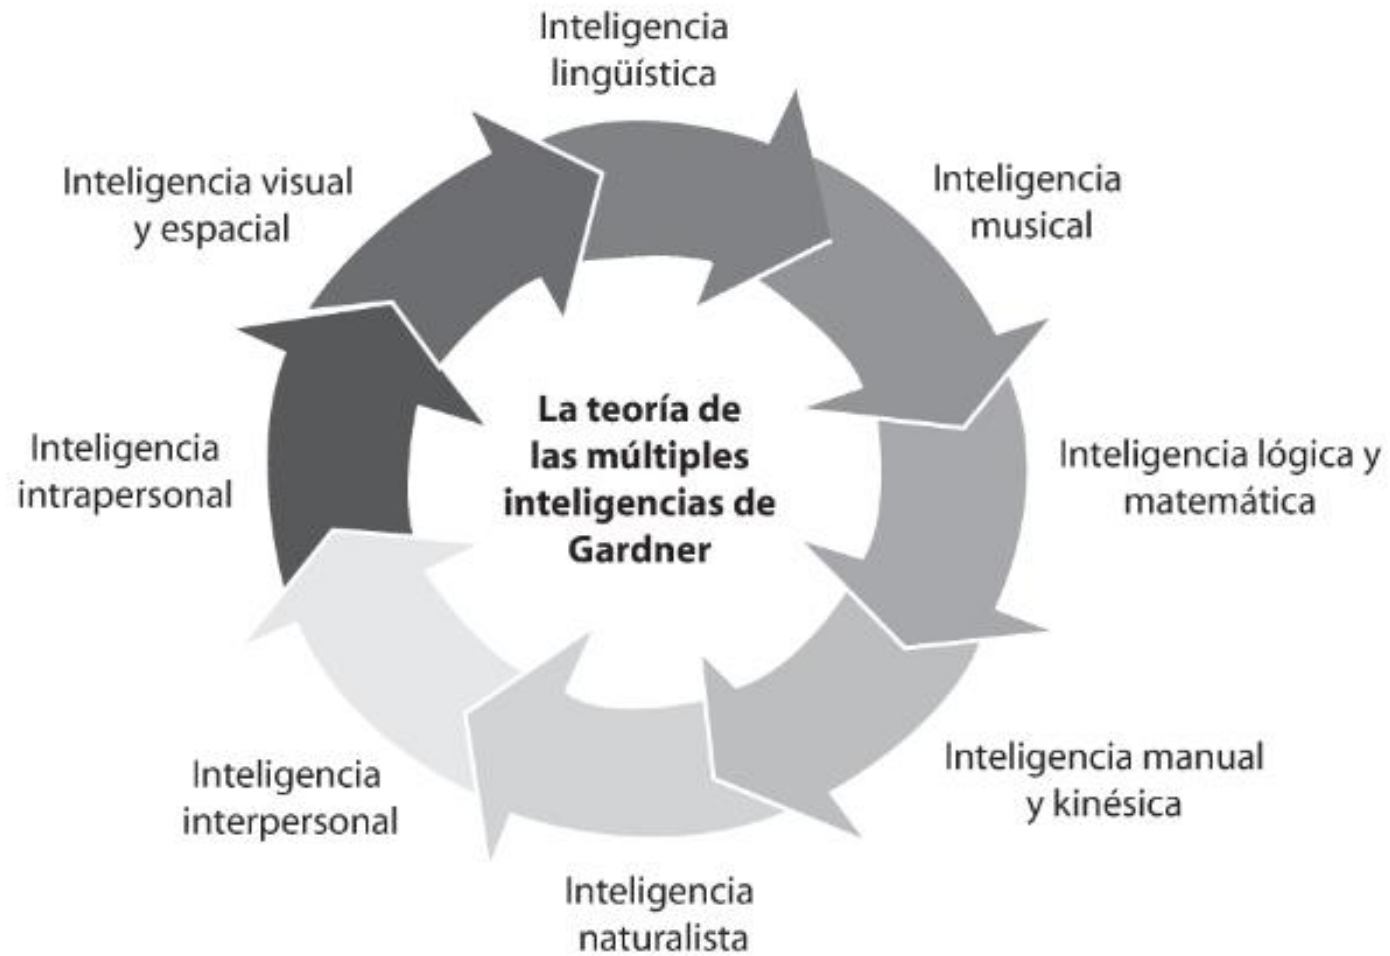 Inteligencia
lingüística
Inteligencia
musical
Inteligencia lógica y
matemática
Inteligencia manual
y kinésica
Inteligencia
naturalista
Inteligencia
interpersonal
Inteligencia
intrapersonal
Inteligencia visual
y espacial
La teoría de
las múltiples
inteligencias de
Gardner